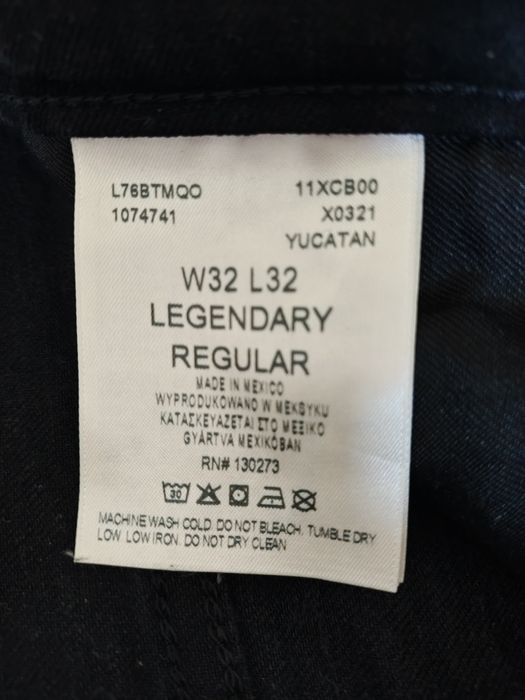 L76BTMQO 11XCB00
1074741 X0321
YUCATAN
W32 L32
LEGENDARY
REGULAR
MADE IN MEXICO
WYPRODUKOWANO W MEKSYKU
ΚΑΤΑΣΚΕΥΑΖΕΤΑΙ ΣΤΟ ΜΕΞΙΚΟ
GYÁRTVA MEXIKÓBAN
RN# 130273
30
MACHINE WASH COLD. DO NOT BLEACH. TUMBLE DRY
LOW. LOW IRON. DO NOT DRY CLEAN